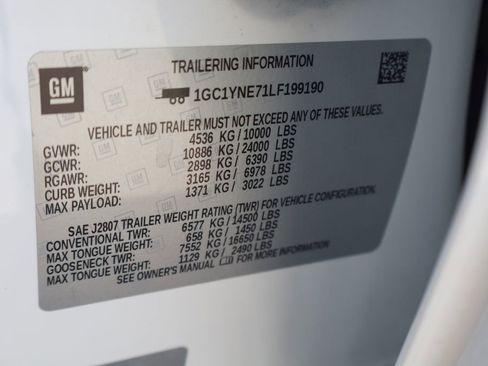 GM
TRAILERING INFORMATION
1GC1YNE71LF199190
VEHICLE AND TRAILER MUST NOT EXCEED ANY OF THESE WEIGHTS
GVWR: 4536 KG/10000 LBS
GCWR: 10886 KG/24000 LBS
RGAWR: 2898 KG/ 6390 LBS
CURB WEIGHT: 3165 KG/ 6978 LBS
MAX PAYLOAD: 1371 KG/ 3022 LBS
SAE J2807 TRAILER WEIGHT RATING (TWR) FOR VEHICLE CONFIGURATION.
CONVENTIONAL TWR: 6577 KG/14500 LBS
MAX TONGUE WEIGHT: 658 KG/ 1450 LBS
GOOSENECK TWR: 7552 KG/16650 LBS
MAX TONGUE WEIGHT: 1129 KG/ 2490 LBS
SEE OWNER'S MANUAL FOR MORE INFORMATION